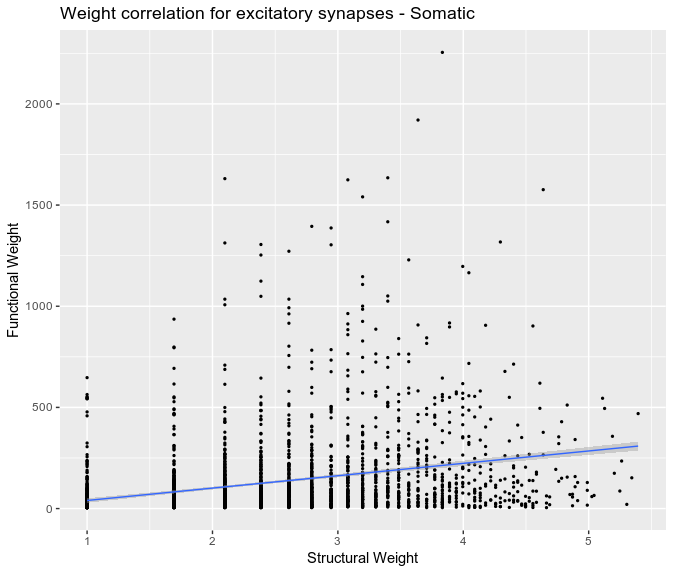 Weight correlation for excitatory synapses - Somatic
2000
1500
1000
500
0
Functional Weight
1 2 3 4 5
Structural Weight